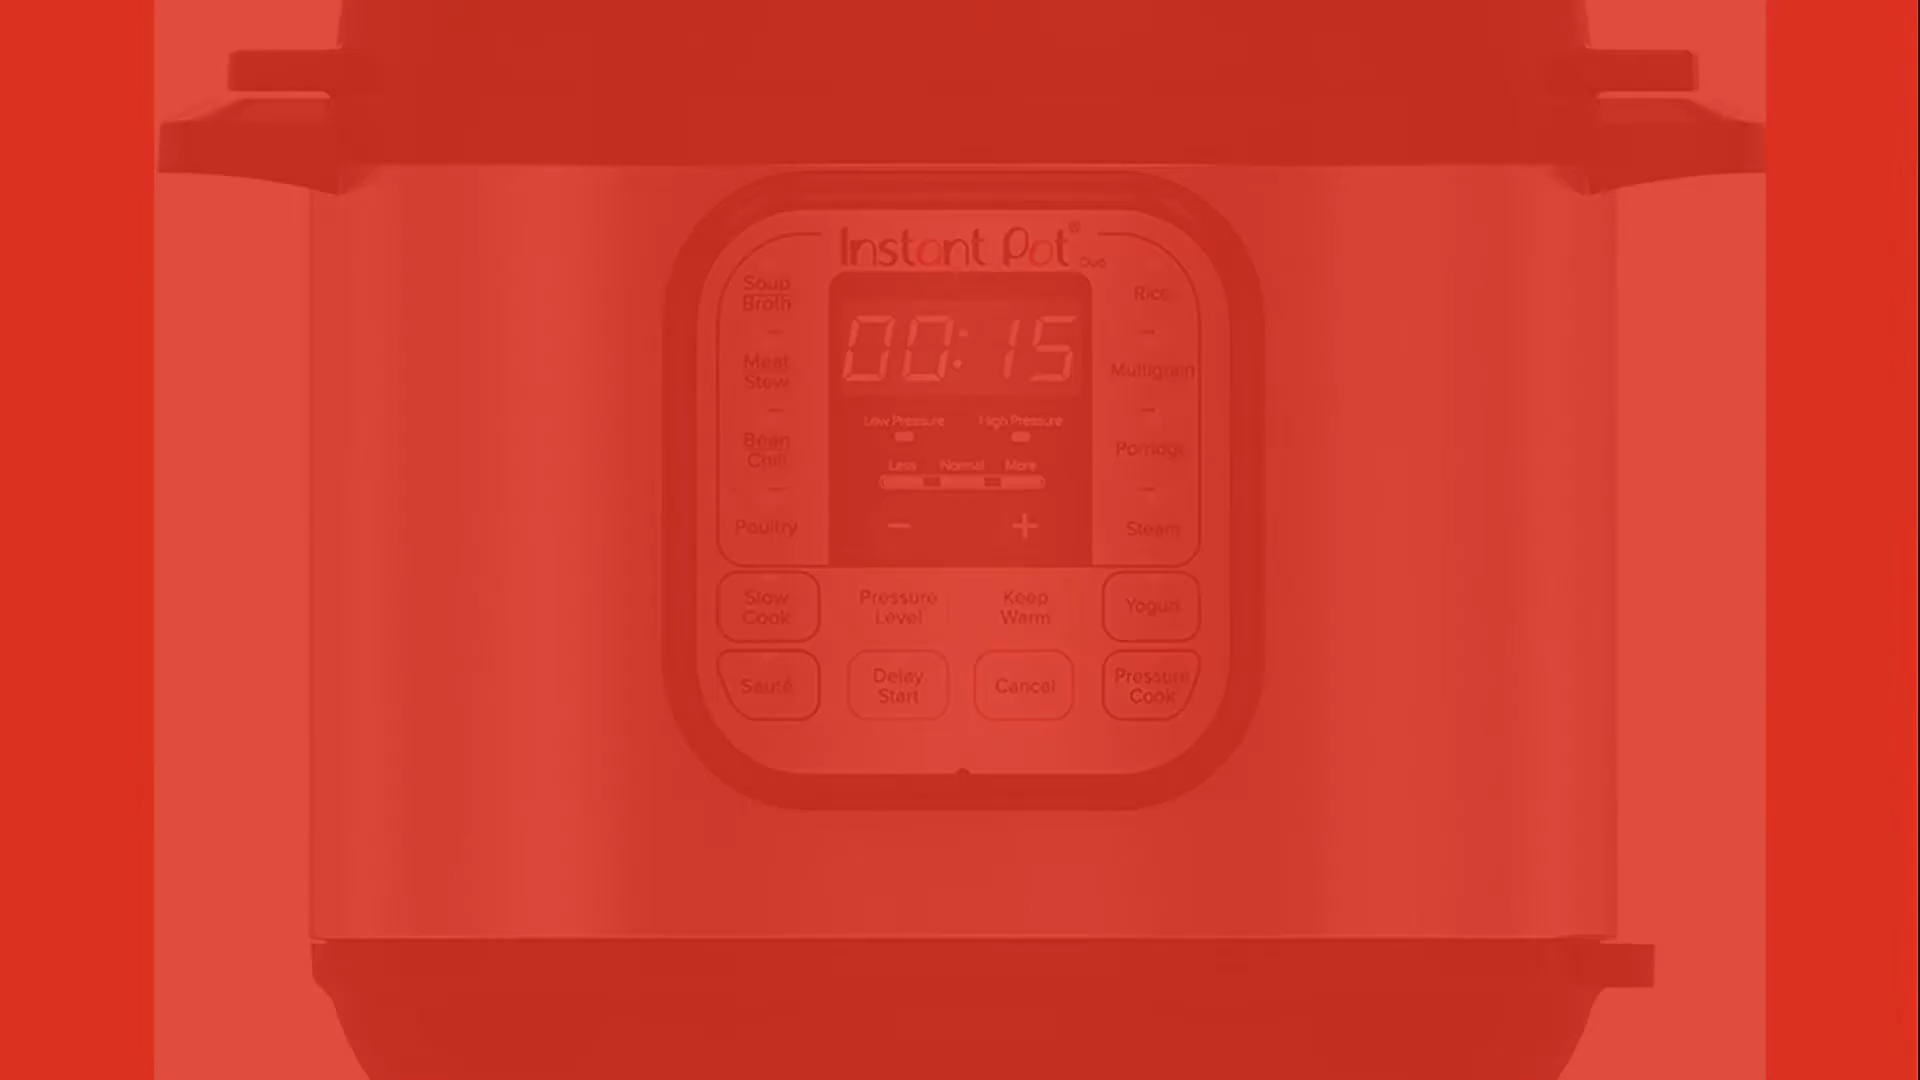 Instant Pot®
Duo
Soup
Broth
Meat
Stew
Bean
Chili
Poultry
00:15
Low Pressure High Pressure
Less Normal More
− +
Rice
Multigrain
Porridge
Steam
Slow
Cook
Pressure
Level
Keep
Warm
Yogurt
Sauté
Delay
Start
Cancel
Pressure
Cook